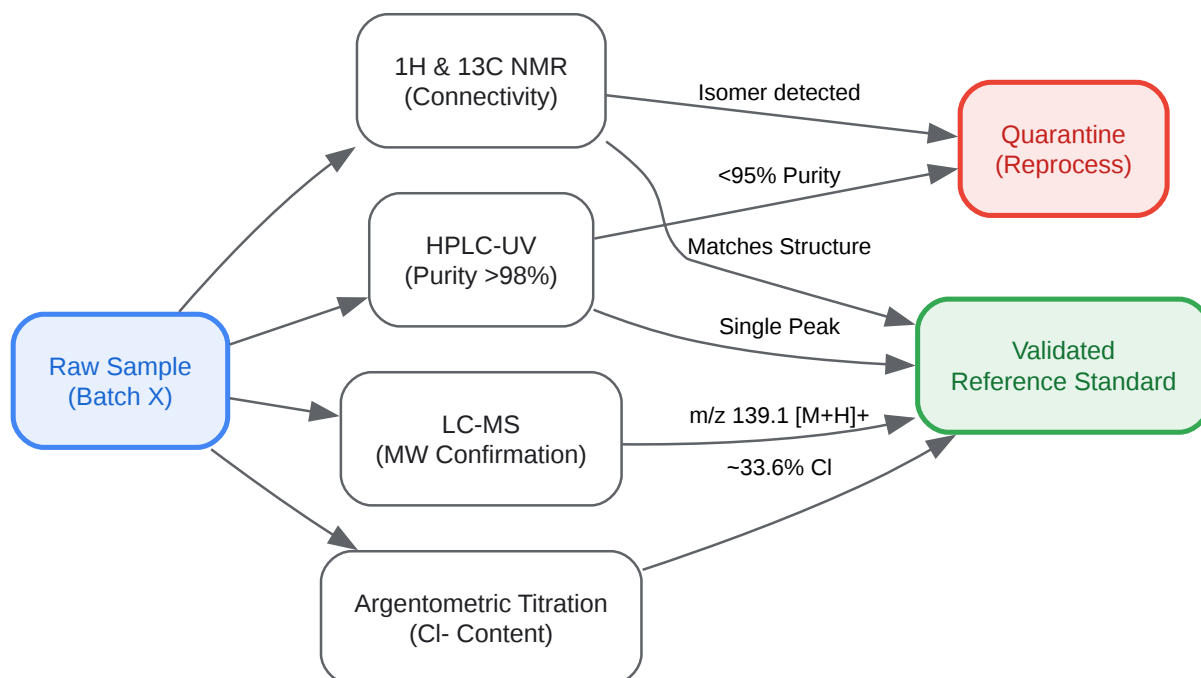 1H & 13C NMR
(Connectivity)
Isomer detected
Quarantine
(Reprocess)
<95% Purity
HPLC-UV
(Purity >98%)
Matches Structure
Single Peak
Raw Sample
(Batch X)
Validated
Reference Standard
LC-MS
(MW Confirmation)
m/z 139.1 [M+H]+
~33.6% Cl
Argentometric Titration
(Cl- Content)